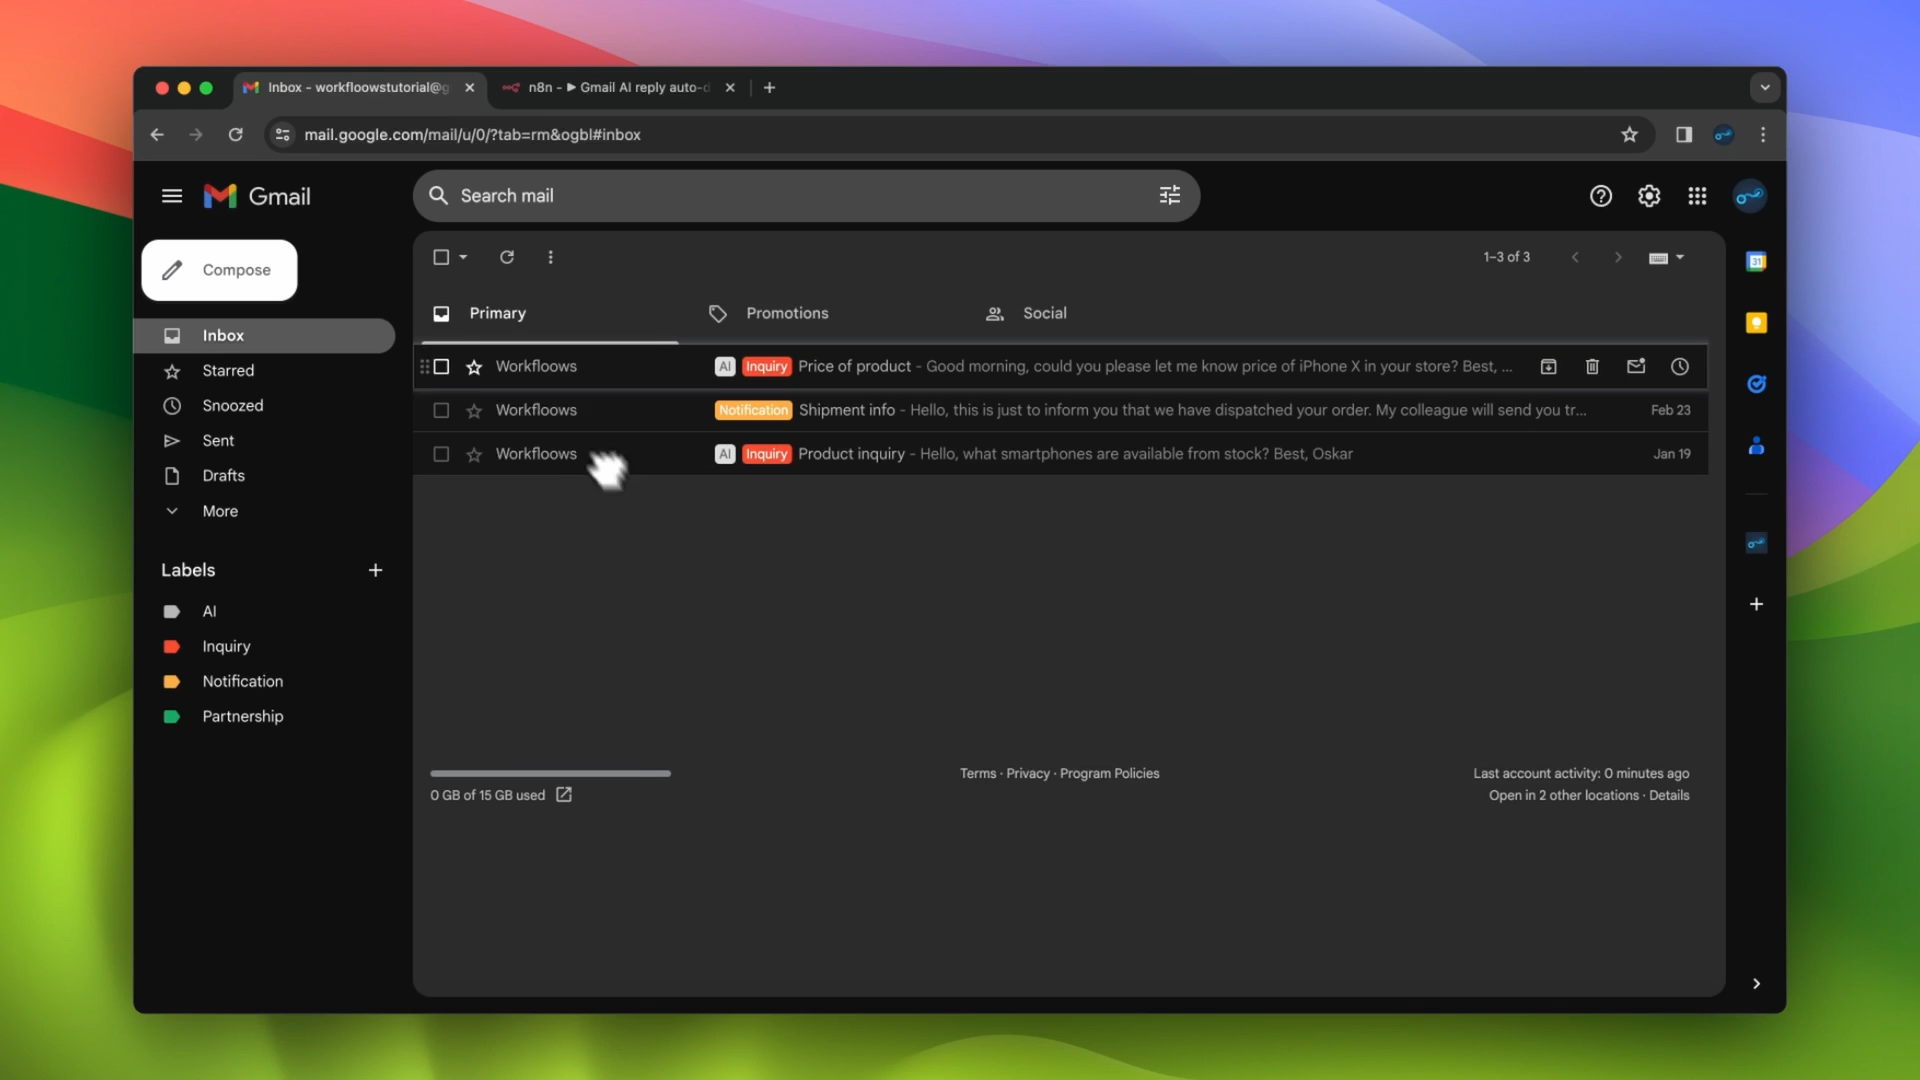 Inbox - workfloowstutorial@g
n8n - ▶ Gmail AI reply auto-d
mail.google.com/mail/u/0/?tab=rm&ogbl#inbox
Gmail
Search mail
Compose
1–3 of 3
31
Primary
Promotions
Social
Inbox
Starred
Snoozed
Sent
Drafts
More
Workfloows AI Inquiry Price of product - Good morning, could you please let me know price of iPhone X in your store? Best, ...
Workfloows Notification Shipment info - Hello, this is just to inform you that we have dispatched your order. My colleague will send you tr... Feb 23
Workfloows AI Inquiry Product inquiry - Hello, what smartphones are available from stock? Best, Oskar Jan 19
Labels
AI
Inquiry
Notification
Partnership
0 GB of 15 GB used
Terms · Privacy · Program Policies
Last account activity: 0 minutes ago
Open in 2 other locations · Details